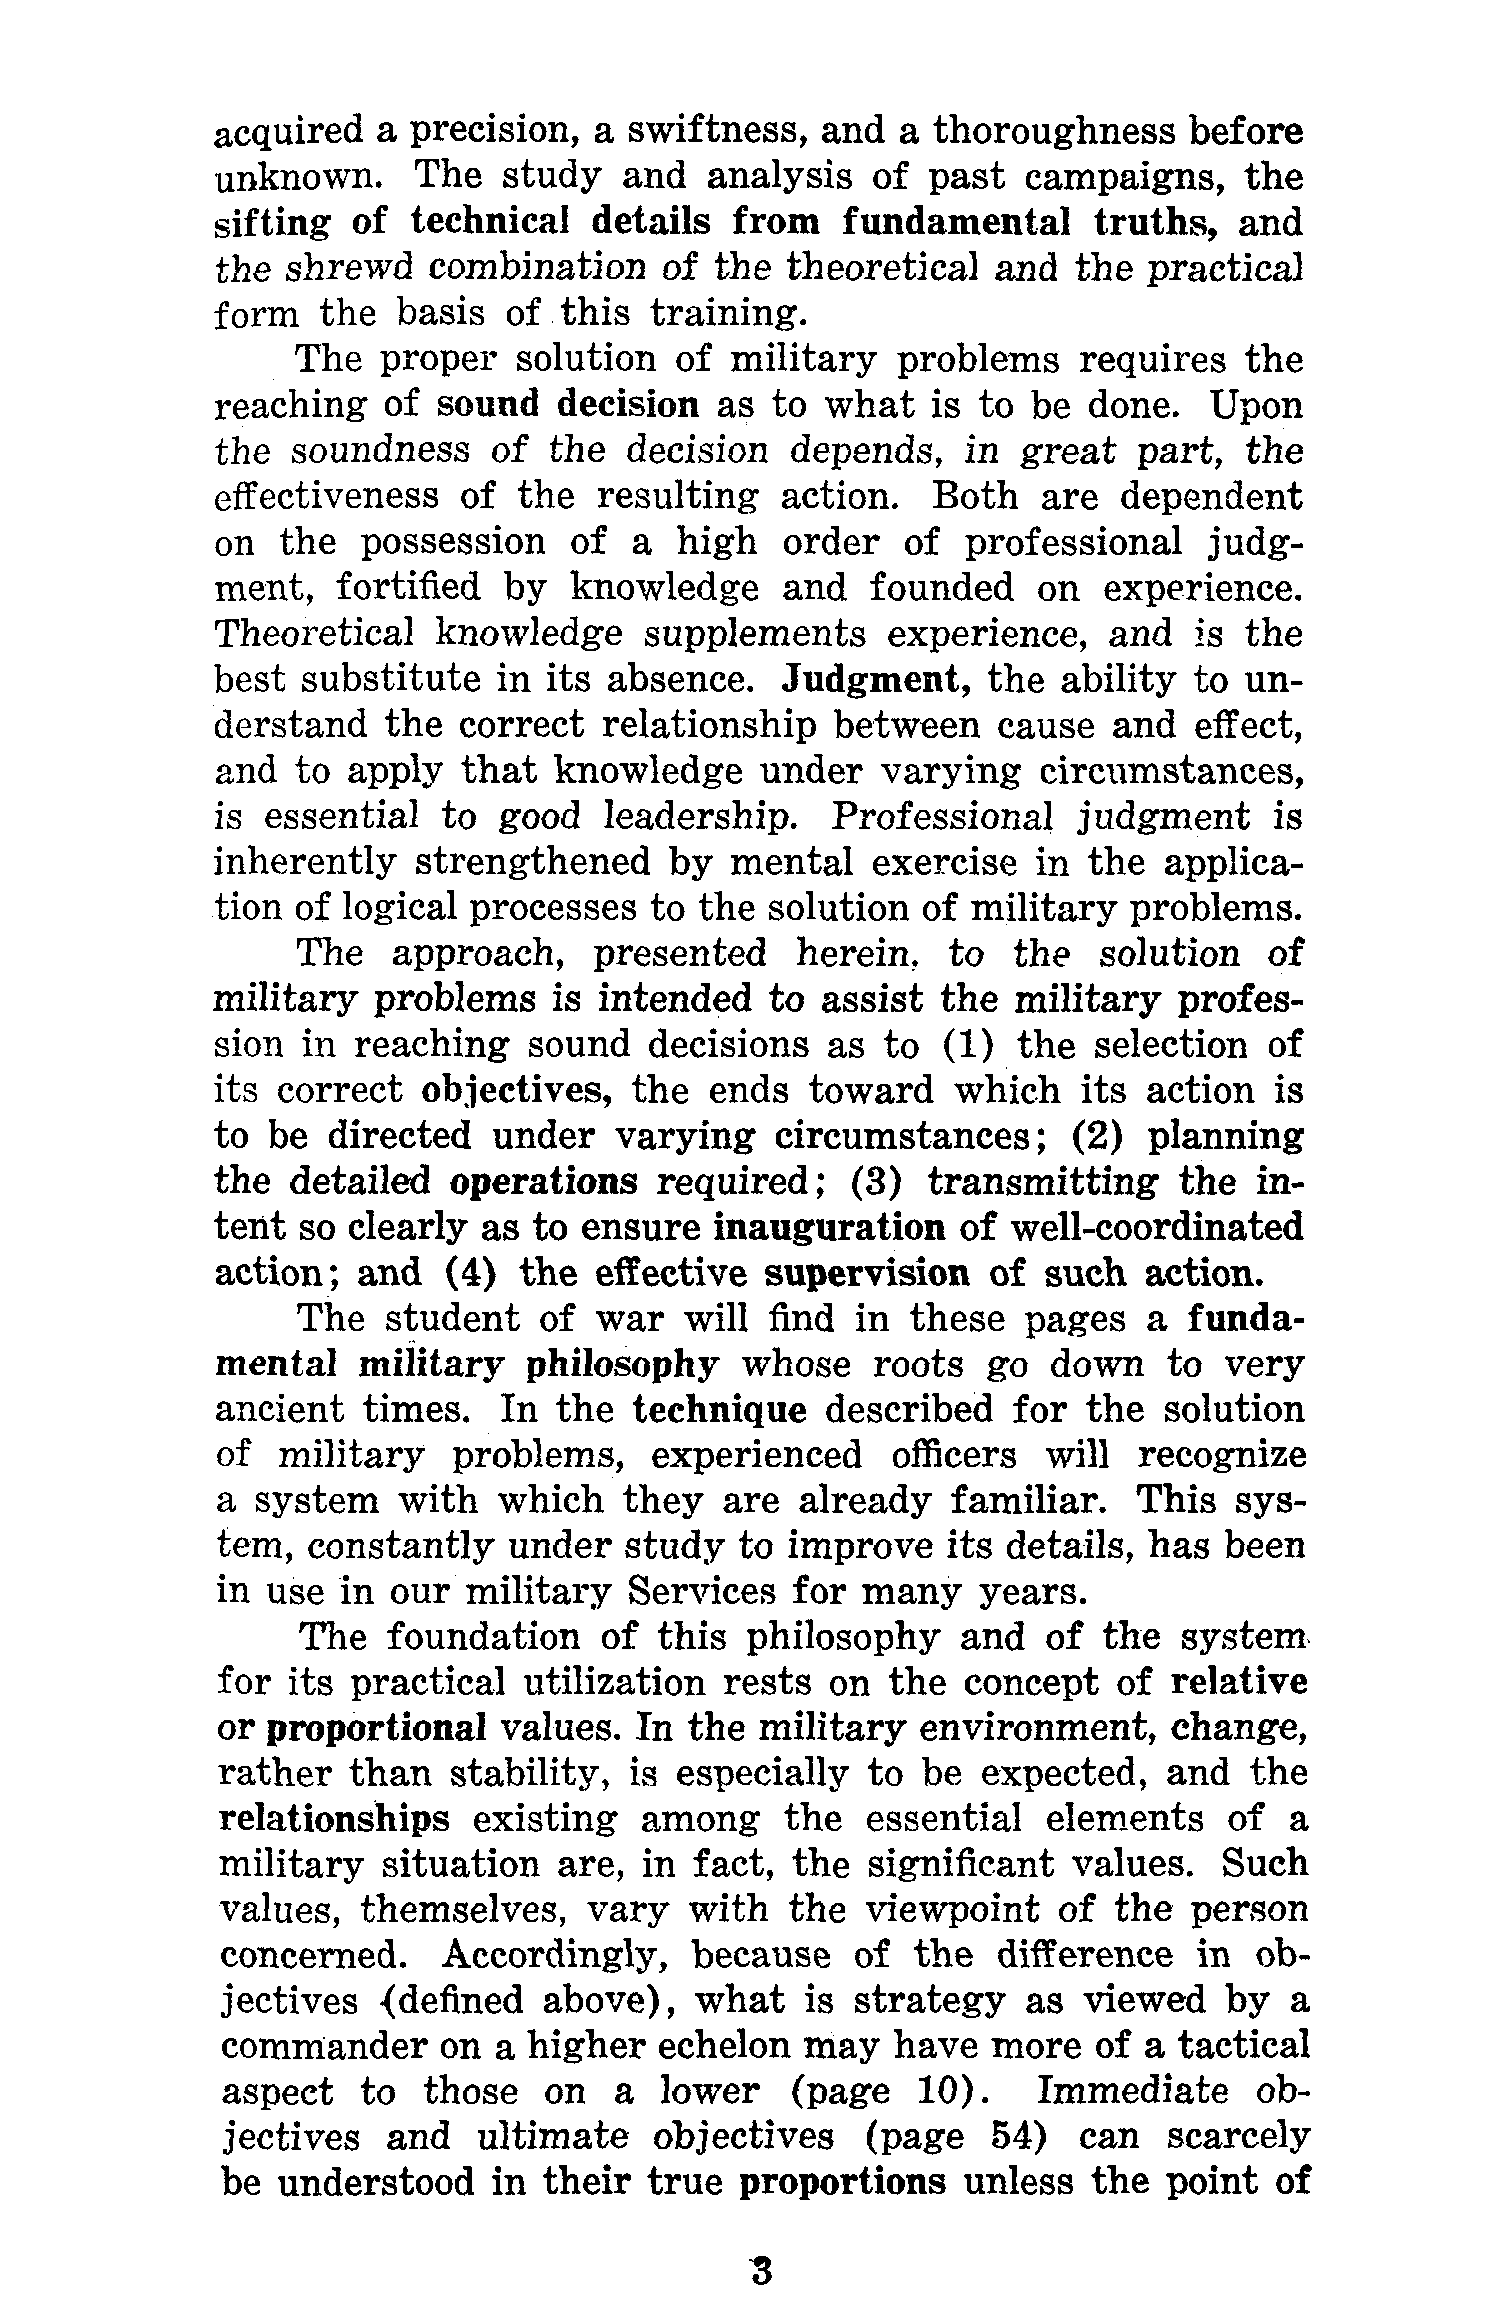 acquired a precision, a swiftness, and a thoroughness before
unknown. The study and analysis of past campaigns, the
sifting of technical details from fundamental truths, and
the shrewd combination of the theoretical and the practical
form the basis of this training.
The proper solution of military problems requires the
reaching of sound decision as to what is to be done. Upon
the soundness of the decision depends, in great part, the
effectiveness of the resulting action. Both are dependent
on the possession of a high order of professional judg-
ment, fortified by knowledge and founded on experience.
Theoretical knowledge supplements experience, and is the
best substitute in its absence. Judgment, the ability to un-
derstand the correct relationship between cause and effect,
and to apply that knowledge under varying circumstances,
is essential to good leadership. Professional judgment is
inherently strengthened by mental exercise in the applica-
tion of logical processes to the solution of military problems.
The approach, presented herein, to the solution of
military problems is intended to assist the military profes-
sion in reaching sound decisions as to (1) the selection of
its correct objectives, the ends toward which its action is
to be directed under varying circumstances; (2) planning
the detailed operations required; (3) transmitting the in-
tent so clearly as to ensure inauguration of well-coordinated
action; and (4) the effective supervision of such action.
The student of war will find in these pages a funda-
mental military philosophy whose roots go down to very
ancient times. In the technique described for the solution
of military problems, experienced officers will recognize
a system with which they are already familiar. This sys-
tem, constantly under study to improve its details, has been
in use in our military Services for many years.
The foundation of this philosophy and of the system
for its practical utilization rests on the concept of relative
or proportional values. In the military environment, change,
rather than stability, is especially to be expected, and the
relationships existing among the essential elements of a
military situation are, in fact, the significant values. Such
values, themselves, vary with the viewpoint of the person
concerned. Accordingly, because of the difference in ob-
jectives (defined above), what is strategy as viewed by a
commander on a higher echelon may have more of a tactical
aspect to those on a lower (page 10). Immediate ob-
jectives and ultimate objectives (page 54) can scarcely
be understood in their true proportions unless the point of
3